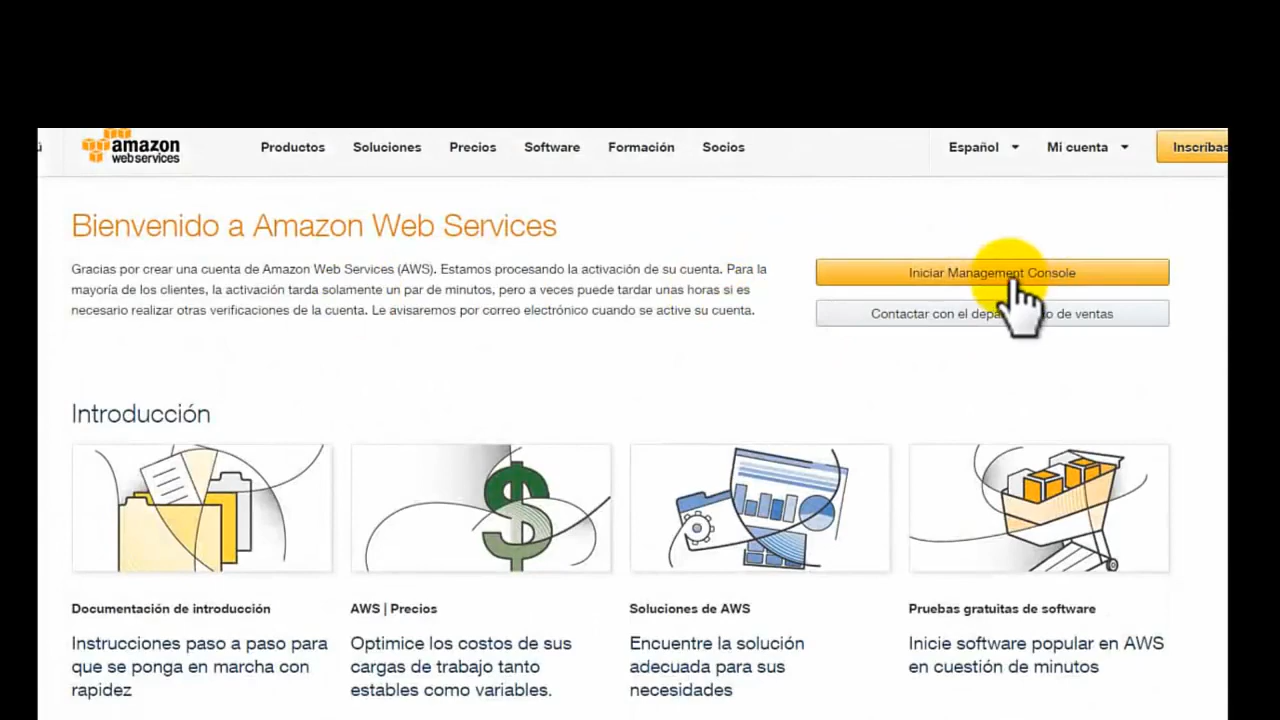 amazon
web services
Productos Soluciones Precios Software Formación Socios Español Mi cuenta
Bienvenido a Amazon Web Services
Gracias por crear una cuenta de Amazon Web Services (AWS). Estamos procesando la activación de su cuenta. Para la
mayoría de los clientes, la activación tarda solamente un par de minutos, pero a veces puede tardar unas horas si es
necesario realizar otras verificaciones de la cuenta. Le avisaremos por correo electrónico cuando se active su cuenta.
Iniciar Management Console
Contactar con el de ventas
Introducción
Documentación de introducción
Instrucciones paso a paso para
que se ponga en marcha con
rapidez
AWS | Precios
Optimice los costos de sus
cargas de trabajo tanto
estables como variables.
Soluciones de AWS
Encuentre la solución
adecuada para sus
necesidades
Pruebas gratuitas de software
Inicie software popular en AWS
en cuestión de minutos